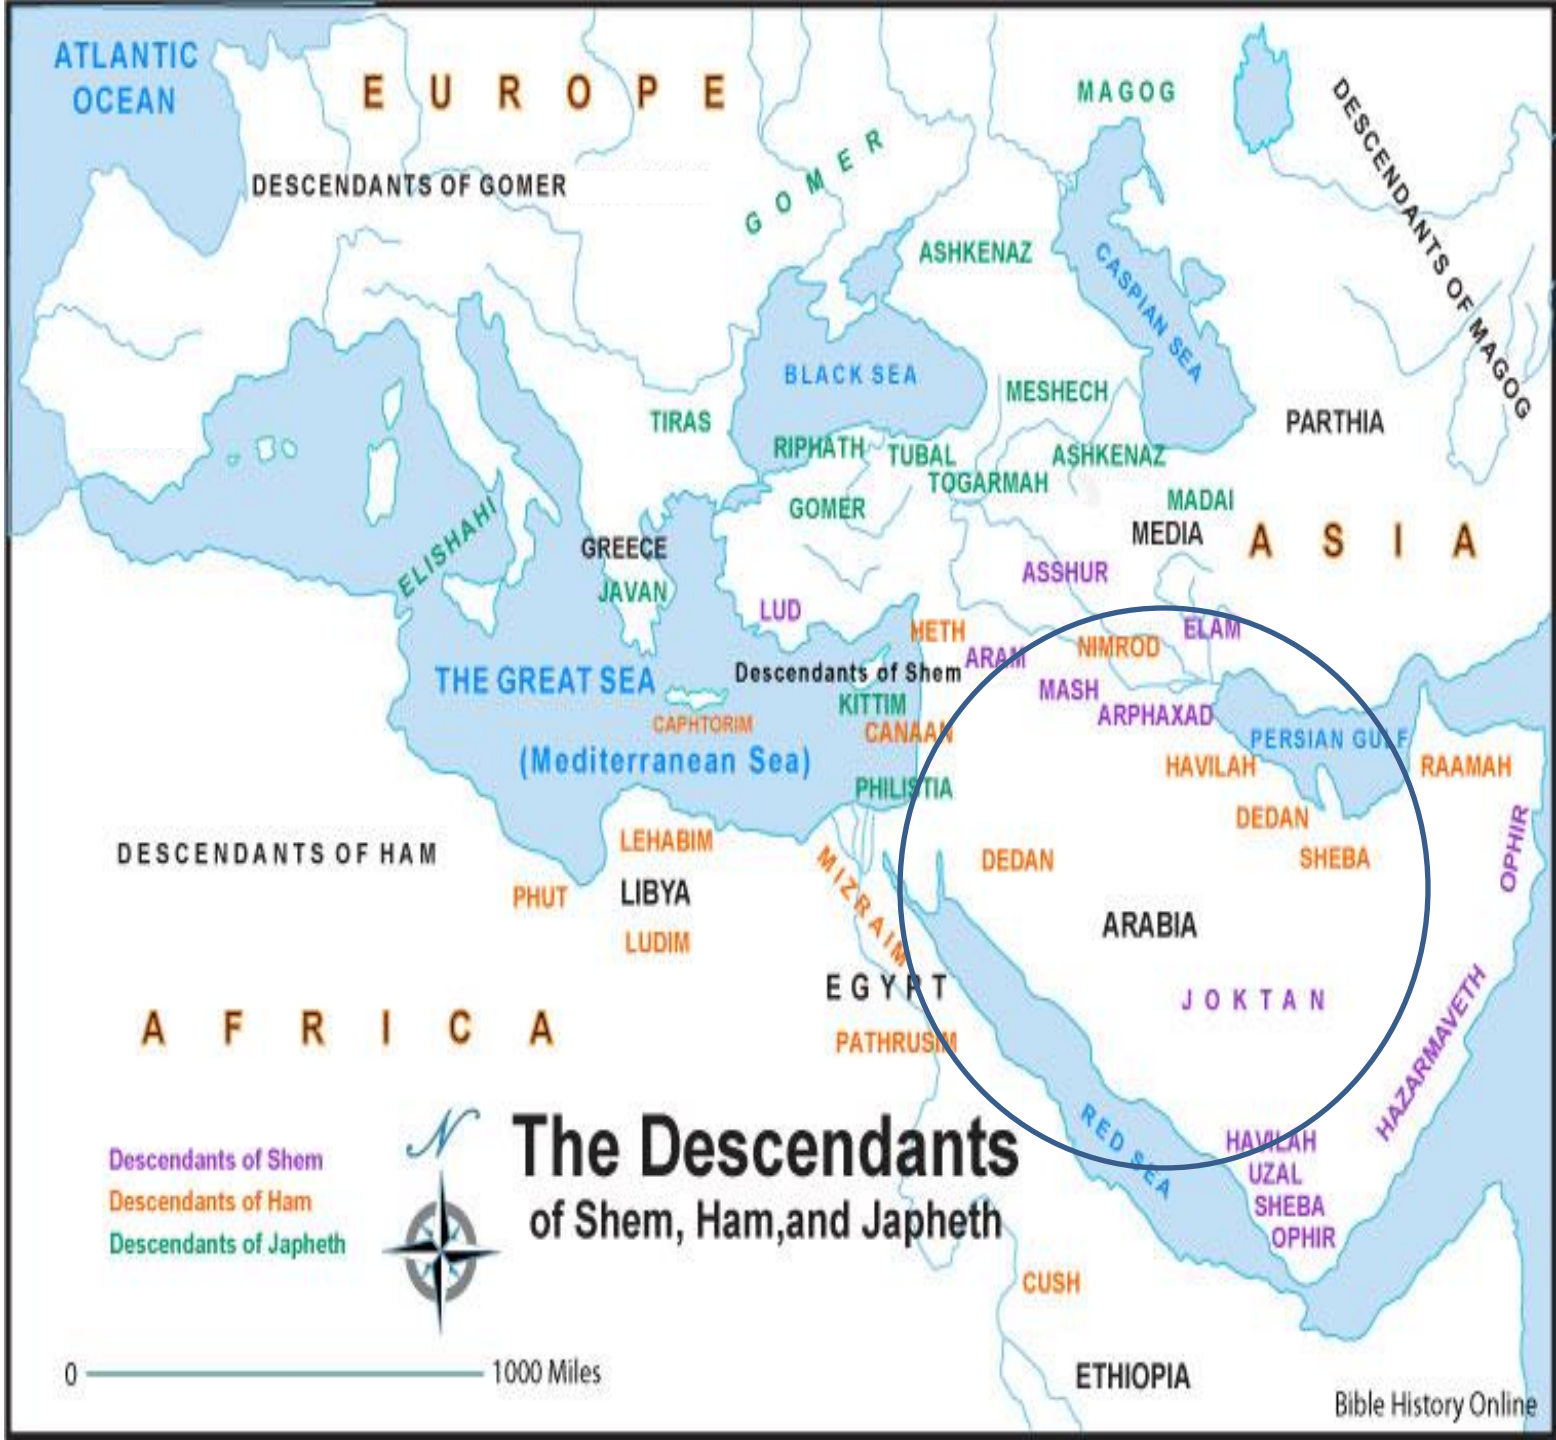 ATLANTIC
OCEAN
E U R O P E
MAGOG
DESCENDANTS OF MAGOG
DESCENDANTS OF GOMER
GOMER
ASHKENAZ
CASPIAN SEA
BLACK SEA
MESHECH
TIRAS
PARTHIA
RIPHATH
TUBAL
ASHKENAZ
TOGARMAH
MADAI
GOMER
MEDIA
A S I A
ELISHAHI
GREECE
JAVAN
ASSHUR
LUD
HETH
ELAM
NIMROD
ARAM
THE GREAT SEA
Descendants of Shem
MASH
KITTIM
ARPHAXAD
CAPHTORIM
CANAAN
PERSIAN GULF
(Mediterranean Sea)
HAVILAH
RAAMAH
PHILISTIA
DEDAN
LEHABIM
OPHIR
DESCENDANTS OF HAM
MIZRAIM
DEDAN
SHEBA
PHUT
LIBYA
ARABIA
LUDIM
EGYPT
JOKTAN
A F R I C A
PATHRUSIM
HAZARMAVETH
The Descendants
of Shem, Ham,and Japheth
N
RED SEA
HAVILAH
UZAL
SHEBA
OPHIR
Descendants of Shem
Descendants of Ham
Descendants of Japheth
CUSH
0 1000 Miles
ETHIOPIA
Bible History Online